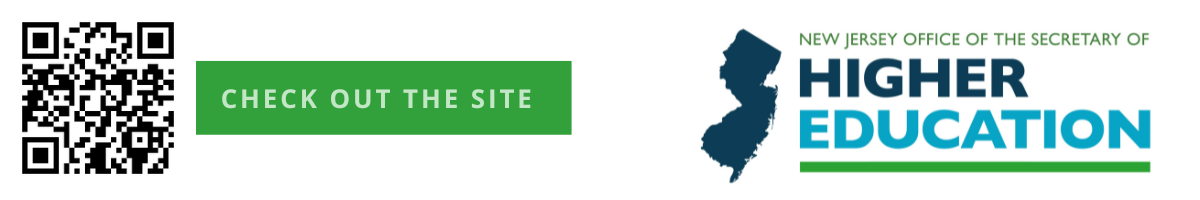 CHECK OUT THE SITE
NEW JERSEY OFFICE OF THE SECRETARY OF
HIGHER
EDUCATION